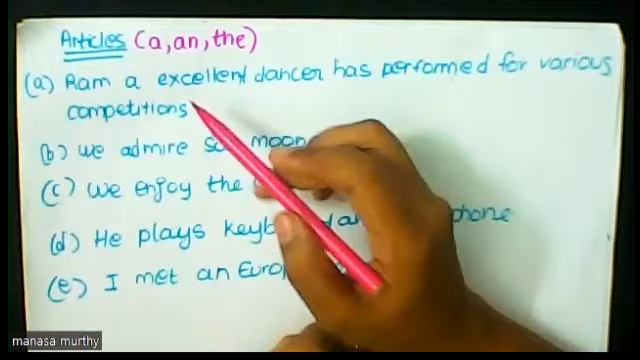 Articles (a, an, the)
(a) Ram a excellent dancer has performed for various
competitions
(b) We admire moon
(c) We enjoy the
(d) He plays
(e) I met an
manasa murthy